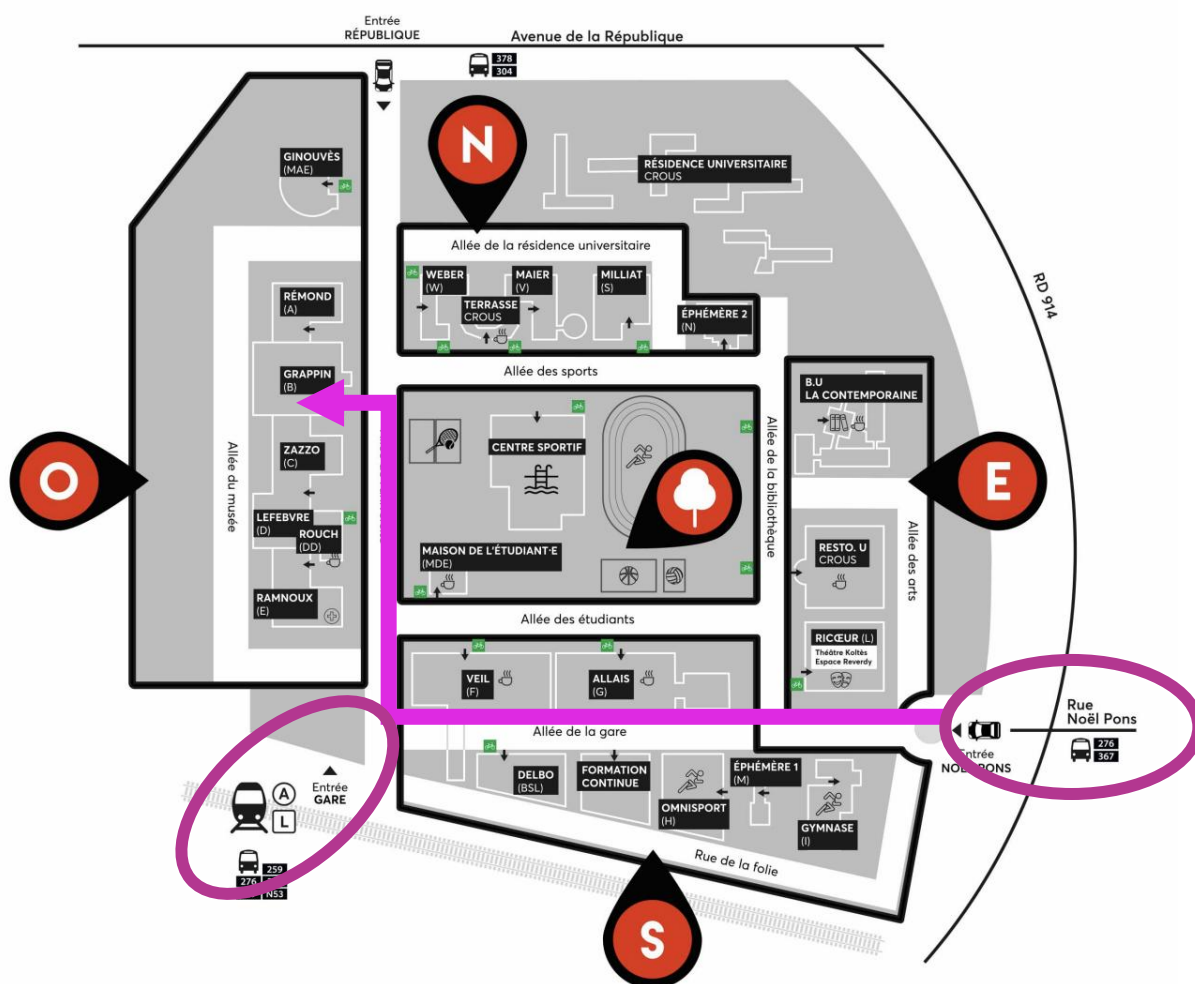 Entrée
RÉPUBLIQUE
Avenue de la République
378
304
N
GINOUVÈS
(MAE)
RÉSIDENCE UNIVERSITAIRE
CROUS
Allée de la résidence universitaire
WEBER
(W)
MAIER
(V)
MILLIAT
(S)
TERRASSE
CROUS
ÉPHÉMÈRE 2
(N)
RD 914
RÉMOND
(A)
GRAPPIN
(B)
Allée des sports
B.U
LA CONTEMPORAINE
CENTRE SPORTIF
Allée de la bibliothèque
ZAZZO
(C)
Allée du musée
O
E
LEFEBVRE
(D)
ROUCH
(DD)
MAISON DE L'ÉTUDIANT·E
(MDE)
RESTO. U
CROUS
Allée des arts
RAMNOUX
(E)
Allée des étudiants
RICŒUR (L)
Théâtre Koltès
Espace Reverdy
VEIL
(F)
ALLAIS
(G)
Allée de la gare
Rue
Noël Pons
276
367
Entrée
NOËL PONS
DELBO
(BSL)
FORMATION
CONTINUE
ÉPHÉMÈRE 1
(M)
OMNISPORT
(H)
GYMNASE
(I)
Entrée
GARE
A
L
Rue de la folie
259
276
N53
S